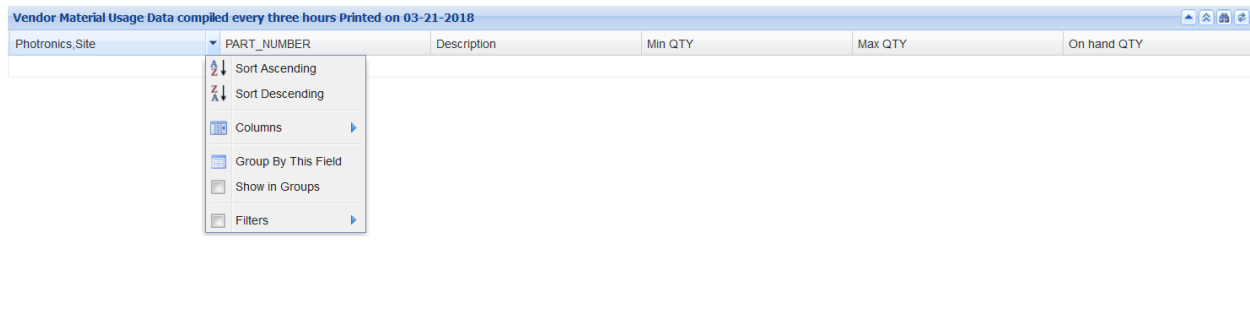 Vendor Material Usage Data compiled every three hours Printed on 03-21-2018
Photronics,Site PART_NUMBER Description Min QTY Max QTY On hand QTY
Sort Ascending
Sort Descending
Columns
Group By This Field
Show in Groups
Filters